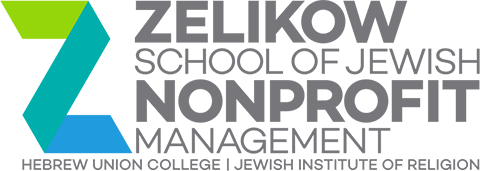 ZELIKOW
SCHOOL OF JEWISH
NONPROFIT
MANAGEMENT
HEBREW UNION COLLEGE | JEWISH INSTITUTE OF RELIGION